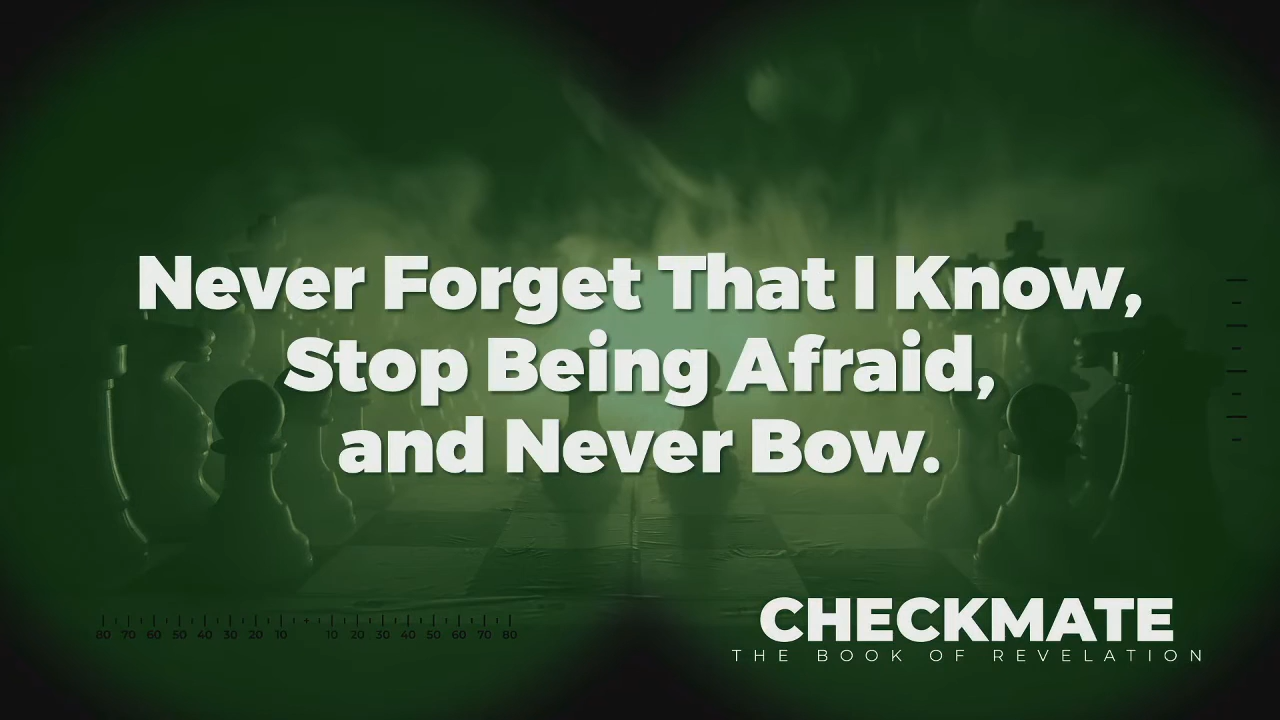 Never Forget That I Know,
Stop Being Afraid,
and Never Bow.
80 70 60 50 40 30 20 10 10 20 30 40 50 60 70 80
CHECKMATE
THE BOOK OF REVELATION